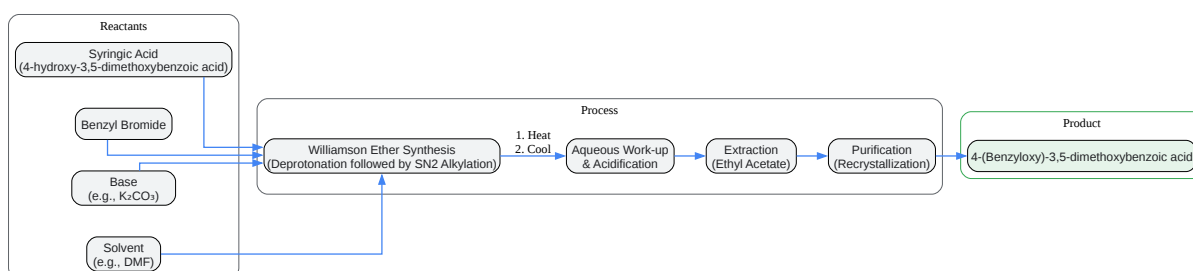 Reactants
Syringic Acid
(4-hydroxy-3,5-dimethoxybenzoic acid)
Benzyl Bromide
Base
(e.g., K₂CO₃)
Solvent
(e.g., DMF)
Process
Williamson Ether Synthesis
(Deprotonation followed by SN2 Alkylation)
1. Heat
2. Cool
Aqueous Work-up
& Acidification
Extraction
(Ethyl Acetate)
Purification
(Recrystallization)
Product
4-(Benzyloxy)-3,5-dimethoxybenzoic acid